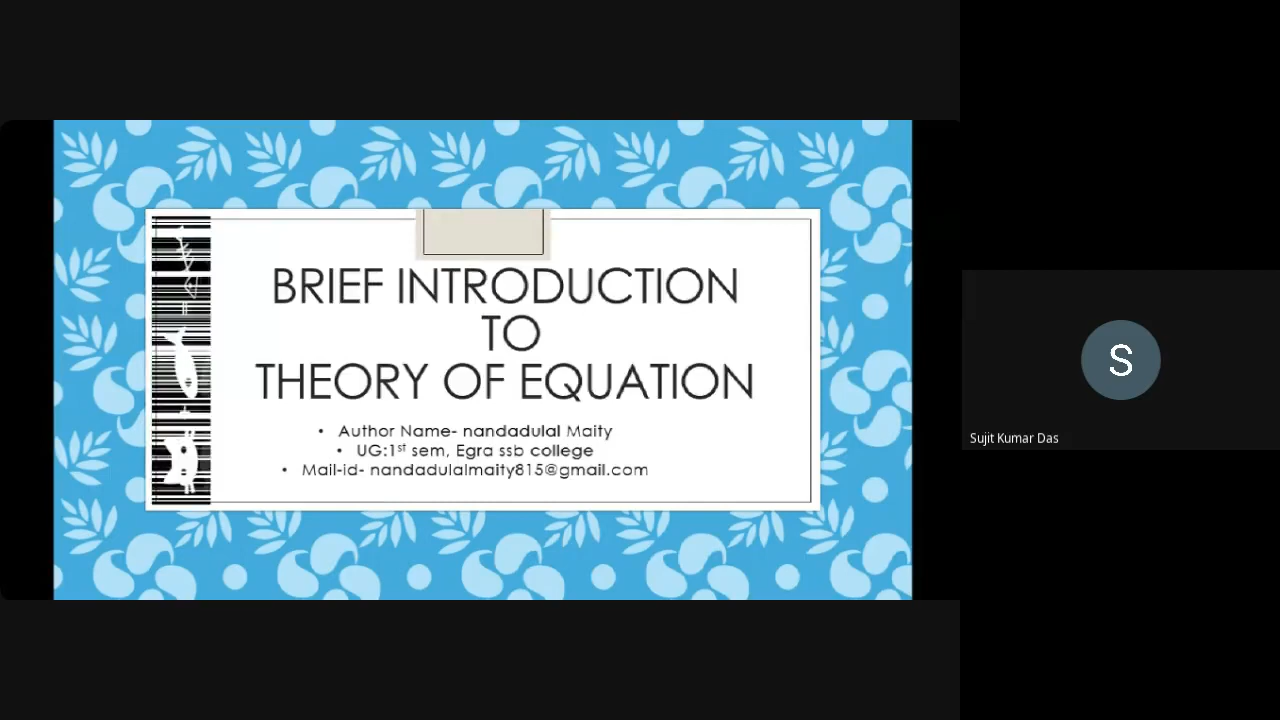 BRIEF INTRODUCTION
TO
THEORY OF EQUATION
• Author Name- nandadulal Maity
• UG:1st sem, Egra ssb college
• Mail-id- nandadulalmaity815@gmail.com
S
Sujit Kumar Das